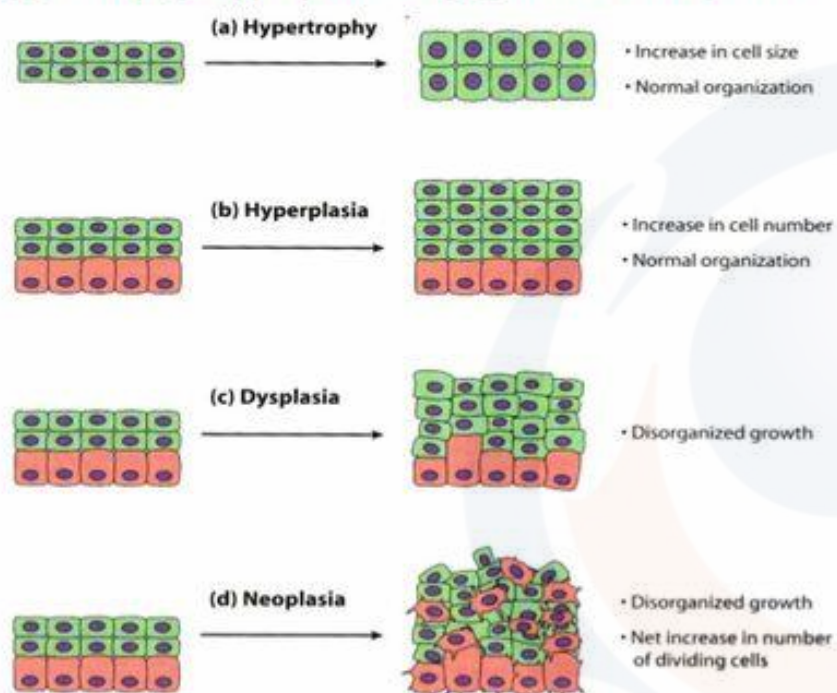 (a) Hypertrophy
• Increase in cell size
• Normal organization
(b) Hyperplasia
• Increase in cell number
• Normal organization
(c) Dysplasia
• Disorganized growth
(d) Neoplasia
• Disorganized growth
• Net increase in number
of dividing cells